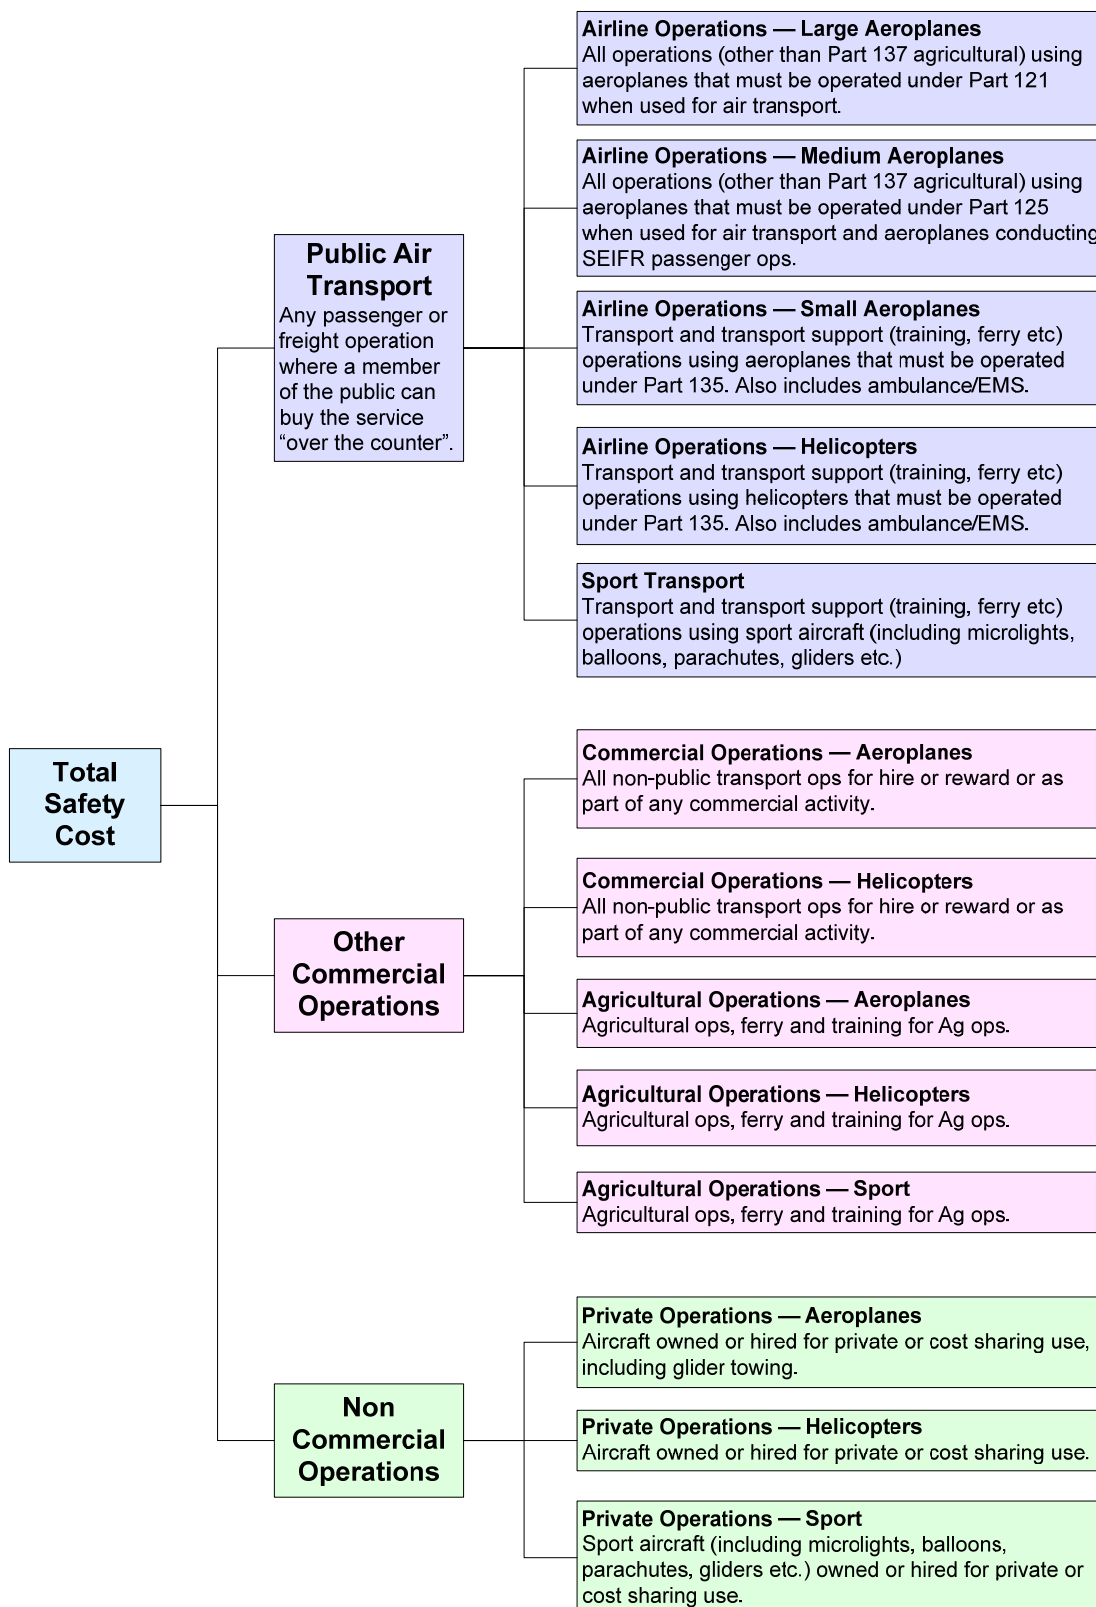 Airline Operations — Large Aeroplanes
All operations (other than Part 137 agricultural) using
aeroplanes that must be operated under Part 121
when used for air transport.
Airline Operations — Medium Aeroplanes
All operations (other than Part 137 agricultural) using
aeroplanes that must be operated under Part 125
when used for air transport and aeroplanes conducting
SEIFR passenger ops.
Public Air
Transport
Any passenger or
freight operation
where a member
of the public can
buy the service
“over the counter”.
Airline Operations — Small Aeroplanes
Transport and transport support (training, ferry etc)
operations using aeroplanes that must be operated
under Part 135. Also includes ambulance/EMS.
Airline Operations — Helicopters
Transport and transport support (training, ferry etc)
operations using helicopters that must be operated
under Part 135. Also includes ambulance/EMS.
Sport Transport
Transport and transport support (training, ferry etc)
operations using sport aircraft (including microlights,
balloons, parachutes, gliders etc.)
Total
Safety
Cost
Commercial Operations — Aeroplanes
All non-public transport ops for hire or reward or as
part of any commercial activity.
Commercial Operations — Helicopters
All non-public transport ops for hire or reward or as
part of any commercial activity.
Other
Commercial
Operations
Agricultural Operations — Aeroplanes
Agricultural ops, ferry and training for Ag ops.
Agricultural Operations — Helicopters
Agricultural ops, ferry and training for Ag ops.
Agricultural Operations — Sport
Agricultural ops, ferry and training for Ag ops.
Private Operations — Aeroplanes
Aircraft owned or hired for private or cost sharing use,
including glider towing.
Non
Commercial
Operations
Private Operations — Helicopters
Aircraft owned or hired for private or cost sharing use.
Private Operations — Sport
Sport aircraft (including microlights, balloons,
parachutes, gliders etc.) owned or hired for private or
cost sharing use.